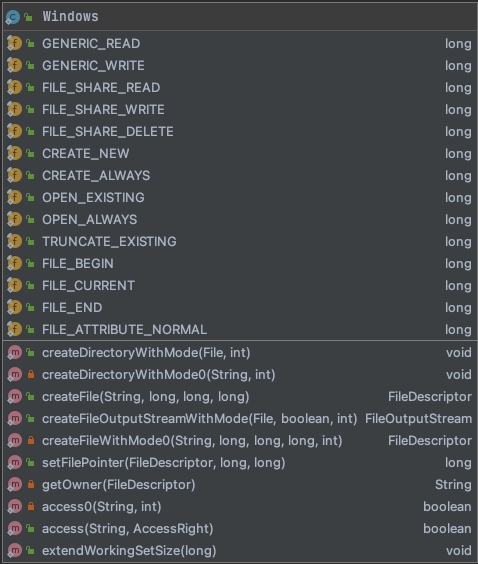 Windows
GENERIC_READ long
GENERIC_WRITE long
FILE_SHARE_READ long
FILE_SHARE_WRITE long
FILE_SHARE_DELETE long
CREATE_NEW long
CREATE_ALWAYS long
OPEN_EXISTING long
OPEN_ALWAYS long
TRUNCATE_EXISTING long
FILE_BEGIN long
FILE_CURRENT long
FILE_END long
FILE_ATTRIBUTE_NORMAL long
createDirectoryWithMode(File, int) void
createDirectoryWithMode0(String, int) void
createFile(String, long, long, long) FileDescriptor
createFileOutputStreamWithMode(File, boolean, int) FileOutputStream
createFileWithMode0(String, long, long, long, int) FileDescriptor
setFilePointer(FileDescriptor, long, long) long
getOwner(FileDescriptor) String
access0(String, int) boolean
access(String, AccessRight) boolean
extendWorkingSetSize(long) void